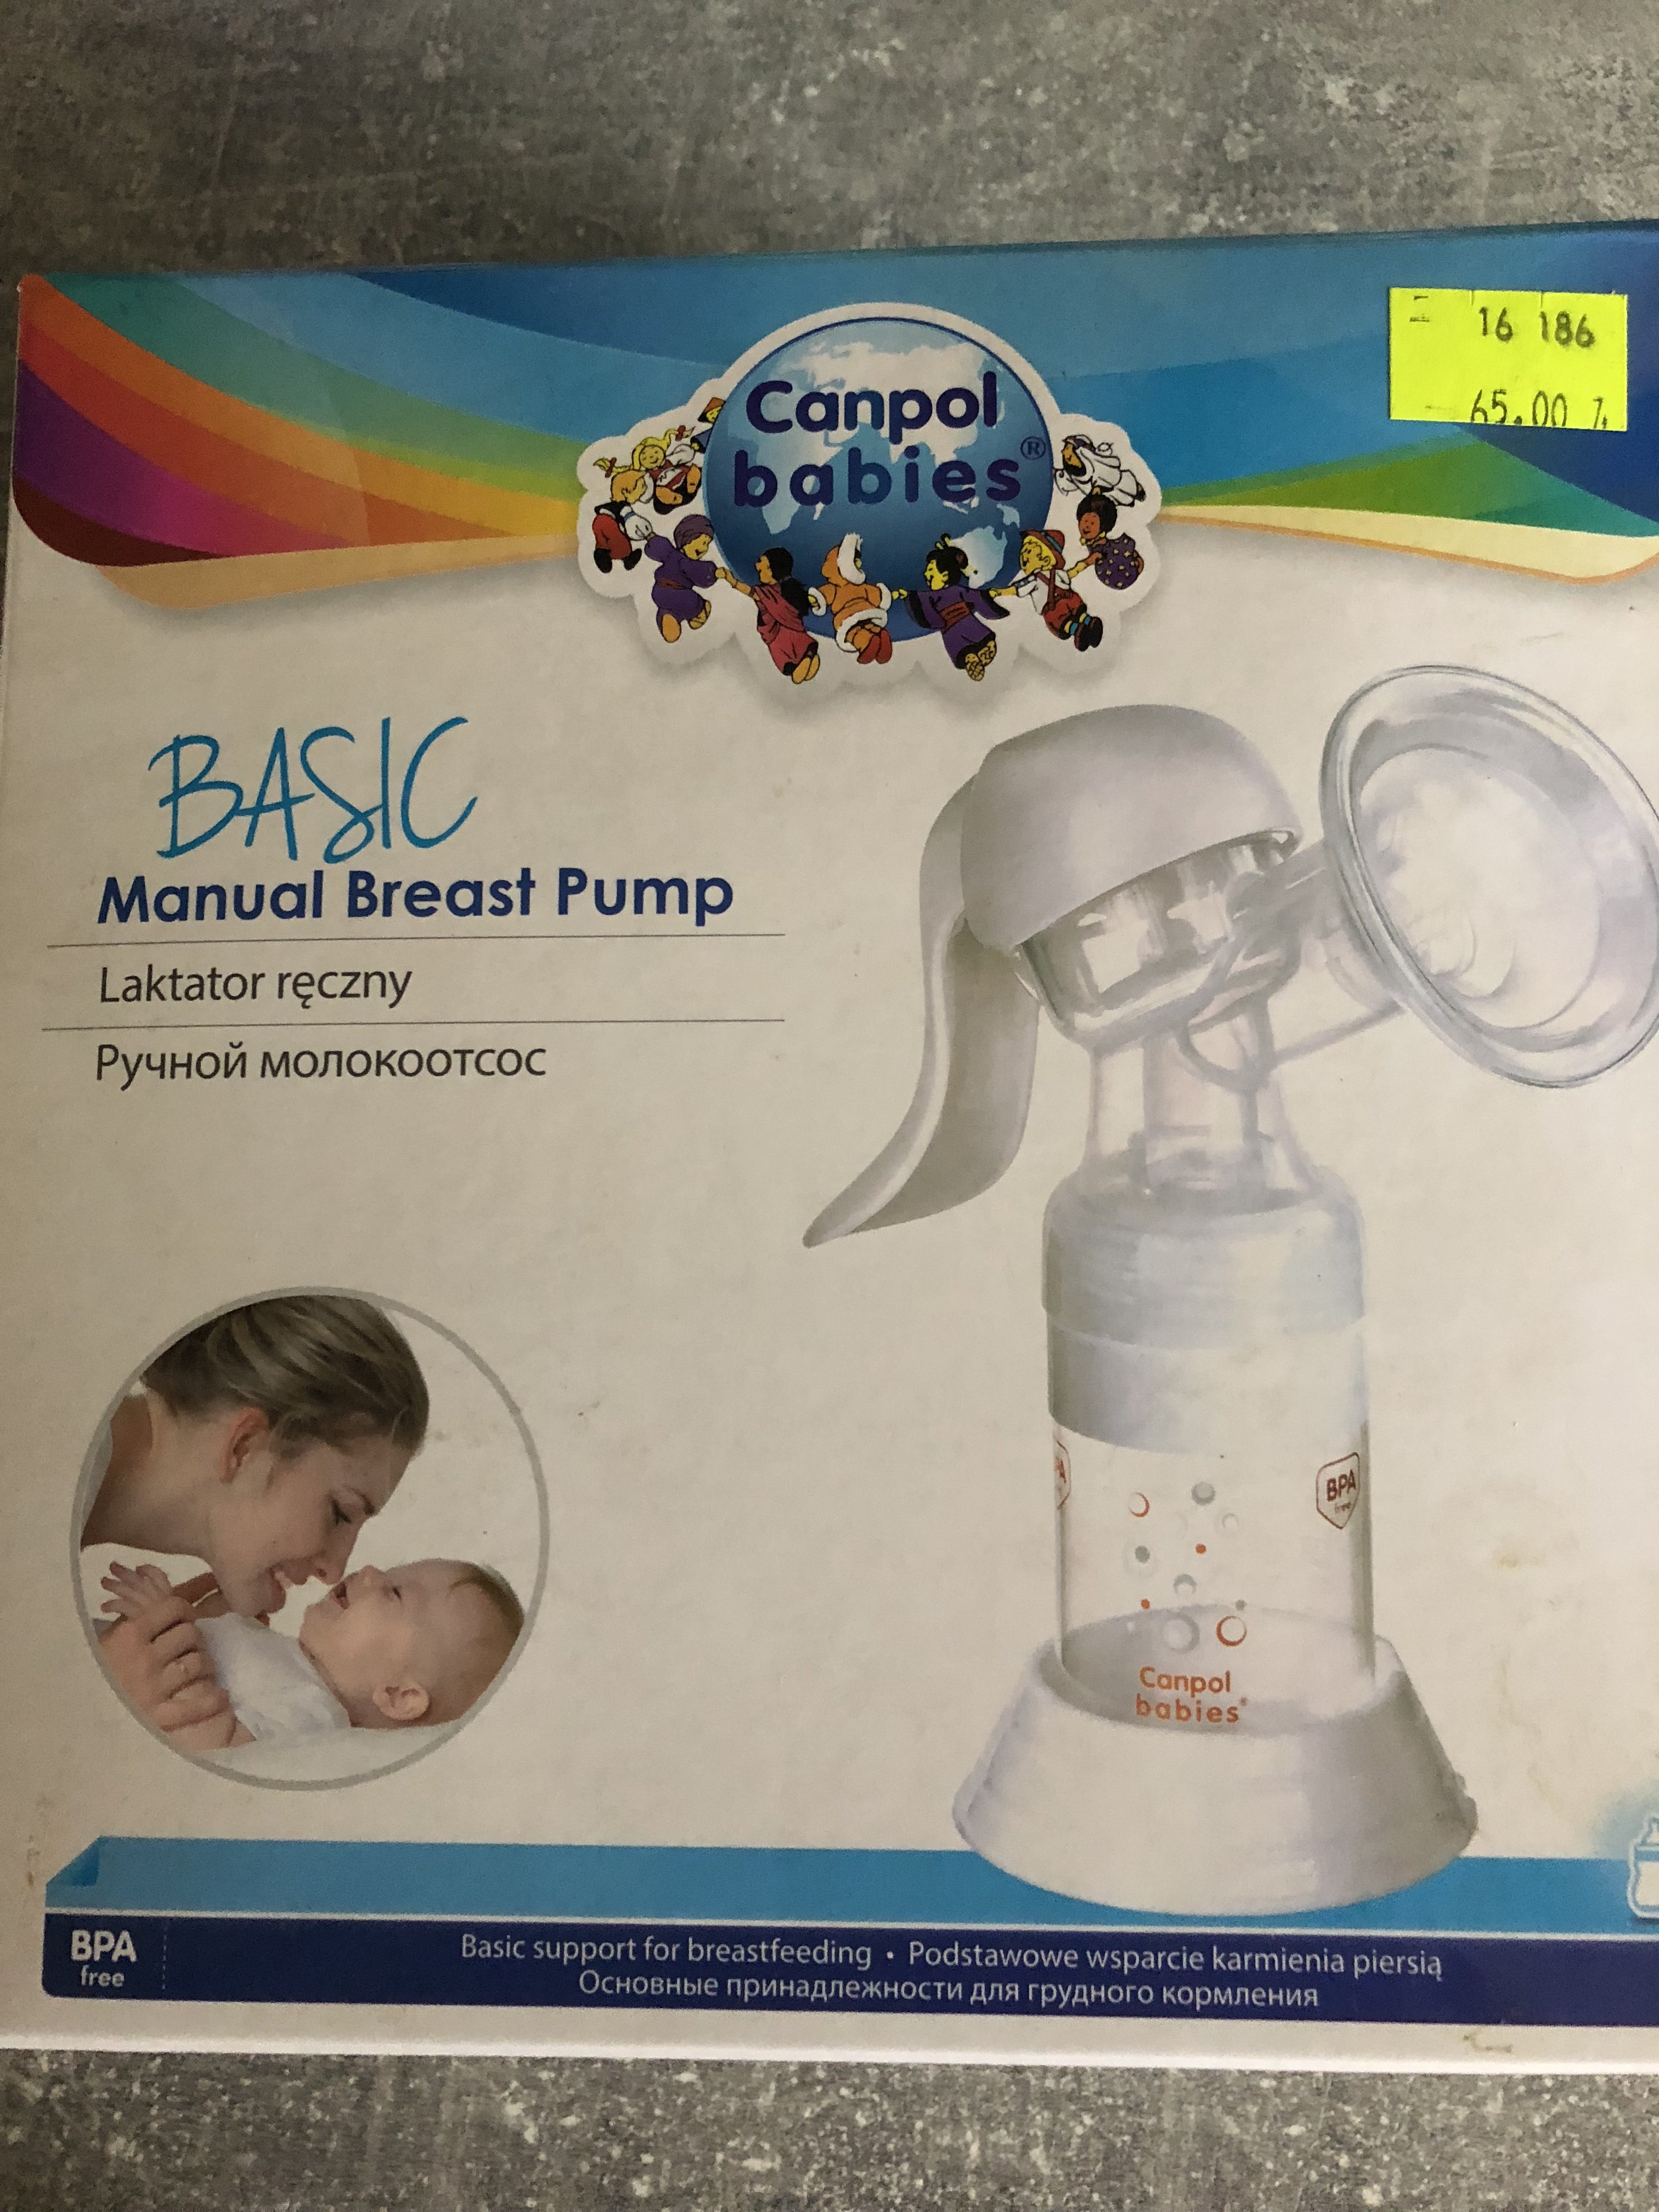 16 186
65.00
Canpol
babies®
BASIC
Manual Breast Pump
Laktator ręczny
Ручной молокоотсос
BPA
free
Canpol
babies®
BPA
free
Basic support for breastfeeding • Podstawowe wsparcie karmienia piersią
Основные принадлежности для грудного кормления